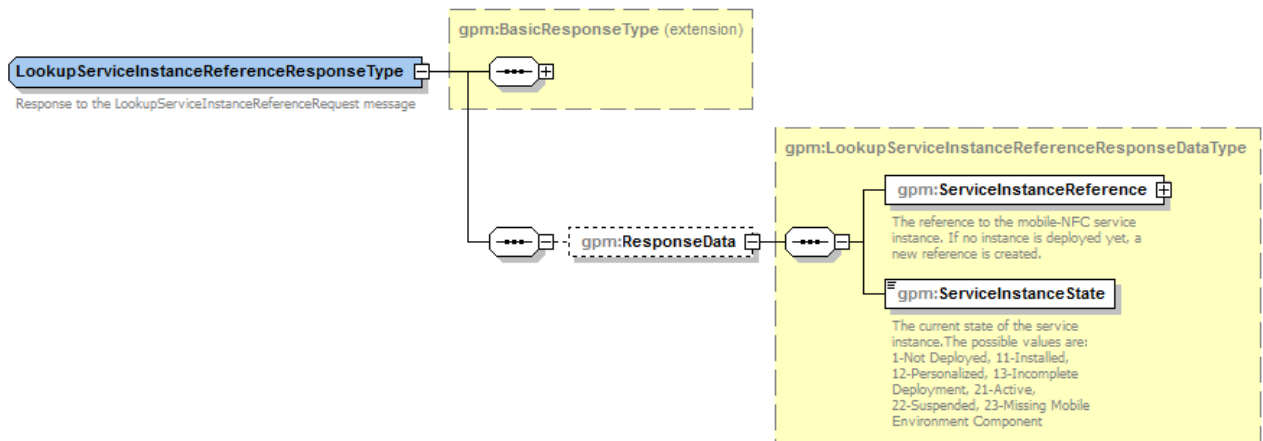 gpm:BasicResponseType (extension)
LookupServiceInstanceReferenceResponseType
Response to the LookupServiceInstanceReferenceRequest message
gpm:LookupServiceInstanceReferenceResponseDataType
gpm:ServiceInstanceReference
The reference to the mobile-NFC service
instance. If no instance is deployed yet, a
new reference is created.
gpm:ResponseData
gpm:ServiceInstanceState
The current state of the service
instance.The possible values are:
1-Not Deployed, 11-Installed,
12-Personalized, 13-Incomplete
Deployment, 21-Active,
22-Suspended, 23-Missing Mobile
Environment Component